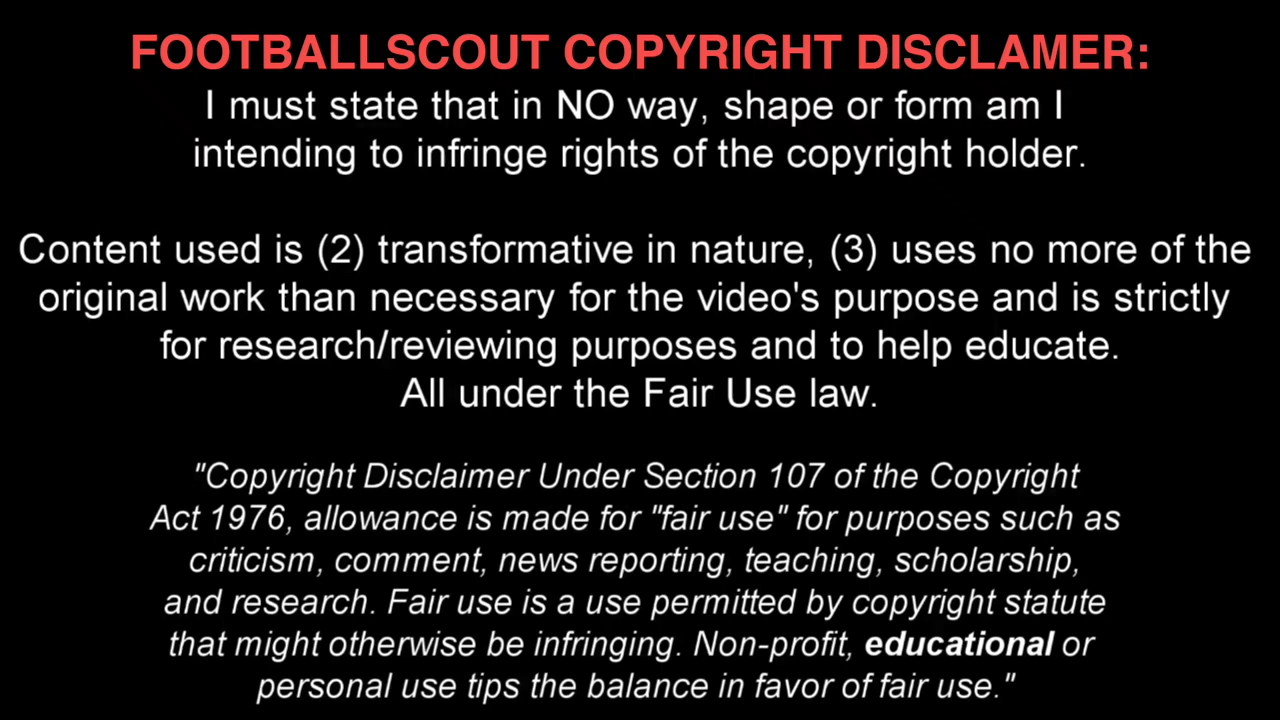 FOOTBALLSCOUT COPYRIGHT DISCLAMER:
I must state that in NO way, shape or form am I
intending to infringe rights of the copyright holder.
Content used is (2) transformative in nature, (3) uses no more of the
original work than necessary for the video's purpose and is strictly
for research/reviewing purposes and to help educate.
All under the Fair Use law.
"Copyright Disclaimer Under Section 107 of the Copyright
Act 1976, allowance is made for "fair use" for purposes such as
criticism, comment, news reporting, teaching, scholarship,
and research. Fair use is a use permitted by copyright statute
that might otherwise be infringing. Non-profit, educational or
personal use tips the balance in favor of fair use."